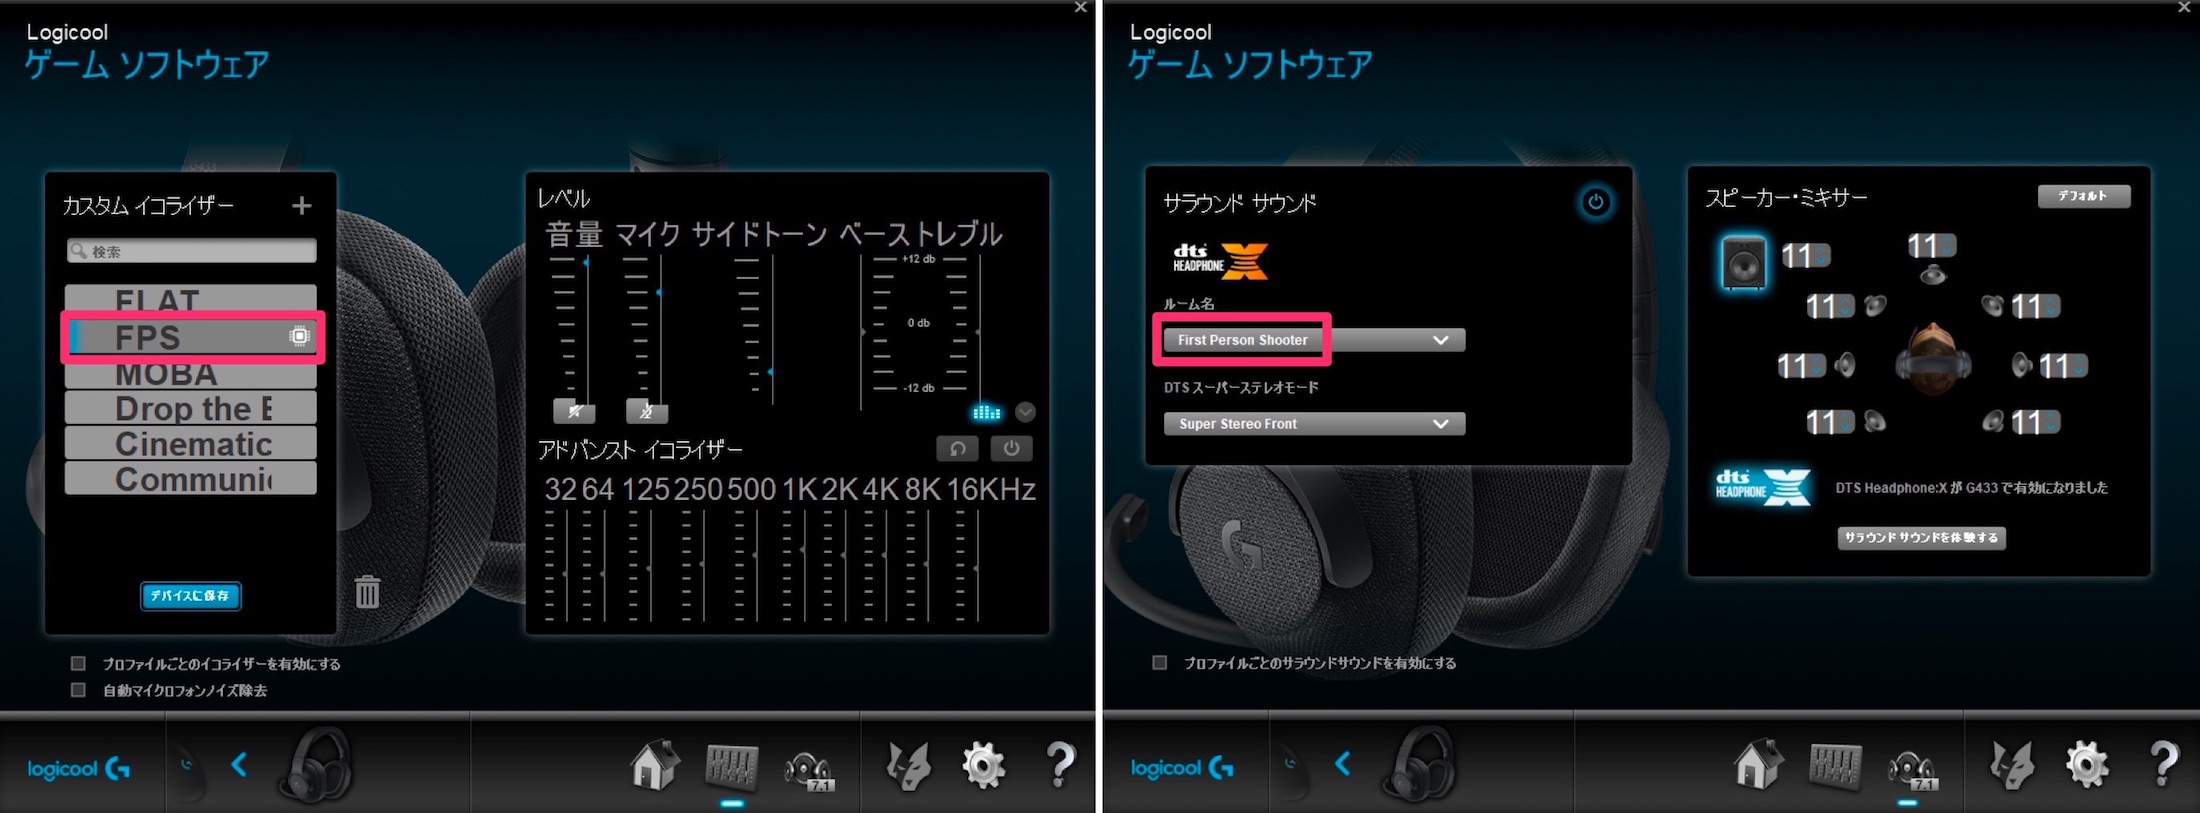 Logicool
ゲーム ソフトウェア
G433
カスタム イコライザー
検索
FLAT
FPS
MOBA
Drop the
Cinematic
デバイスに保存
レベル
音量 マイク サイドトーン ベース トレブル
+12 db
0 db
-12 db
アドバンスト イコライザー
32 64 125 250 500 1K 2K 4K 8K 16KHz
プロファイルごとのイコライザーを有効にする
自動マイクロフォンノイズ除去
logicool G
7.1
?
Logicool
ゲーム ソフトウェア
サラウンド サウンド
dts HEADPHONE X
ルーム名
First Person Shooter
DTS スーパーステレオモード
Super Stereo Front
スピーカー・ミキサー
デフォルト
11 11
11 11
11 11
11 11
dts HEADPHONE X
DTS Headphone:X が G433 で有効になりました
サラウンド サウンドを体験する
プロファイルごとのサラウンドサウンドを有効にする
logicool G
7.1
?